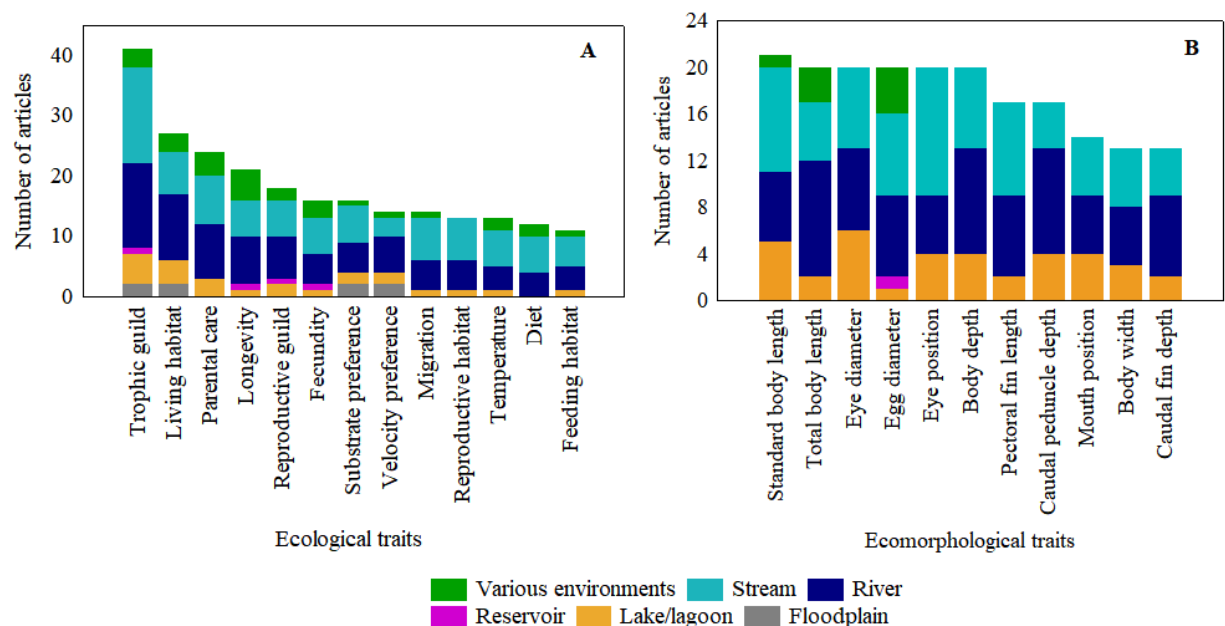 A
Number of articles
40
30
20
10
0
Trophic guild
Living habitat
Parental care
Longevity
Reproductive guild
Fecundity
Substrate preference
Velocity preference
Migration
Reproductive habitat
Temperature
Diet
Feeding habitat
Ecological traits
B
Number of articles
24
20
16
12
8
4
0
Standard body length
Total body length
Eye diameter
Egg diameter
Eye position
Body depth
Pectoral fin length
Caudal peduncle depth
Mouth position
Body width
Caudal fin depth
Ecomorphological traits
Various environments Stream River
Reservoir Lake/lagoon Floodplain